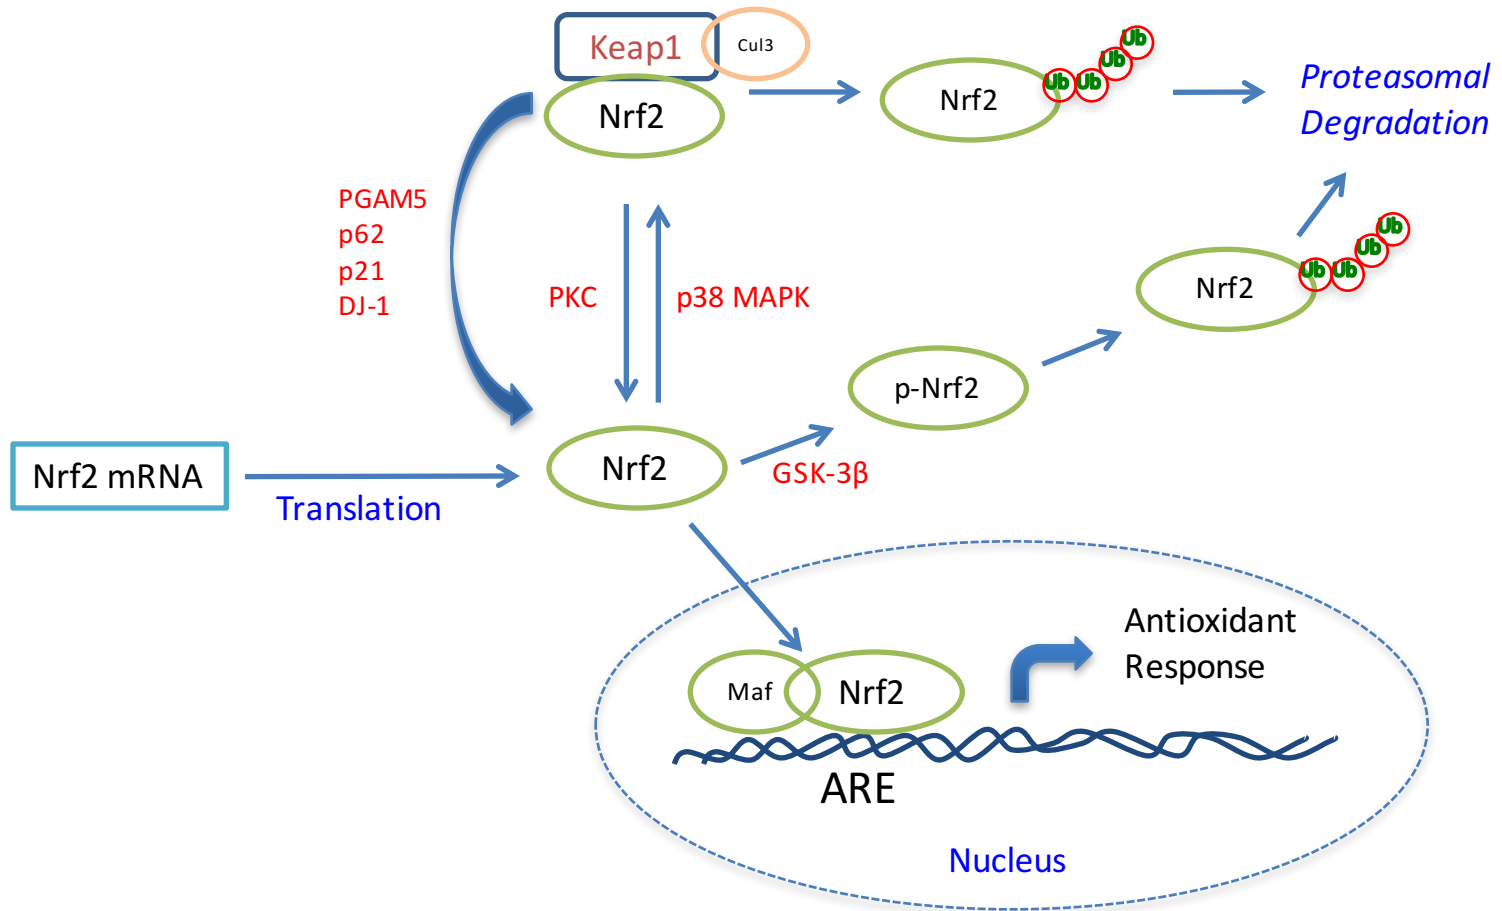 Keap1
Cul3
Nrf2
Nrf2
Ub
Ub
Ub
Ub
Proteasomal
Degradation
PGAM5
p62
p21
DJ-1
PKC
p38 MAPK
Nrf2
Ub
Ub
Ub
Ub
p-Nrf2
Nrf2 mRNA
Translation
Nrf2
GSK-3β
Antioxidant
Response
Maf
Nrf2
ARE
Nucleus